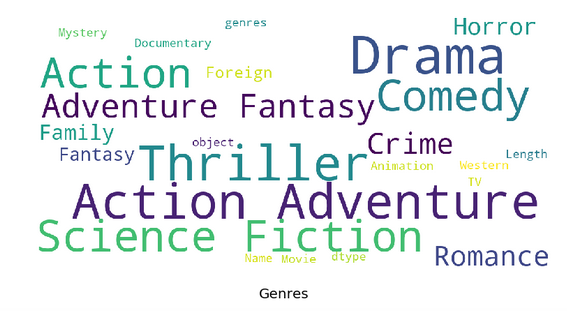 genres
Horror
Mystery
Documentary
Drama
Action
Foreign
Comedy
Adventure Fantasy
Family
object
Crime
Fantasy
Thriller
Length
Animation
Western
TV
Action Adventure
Science Fiction
Romance
Name
Movie
dtype
Genres